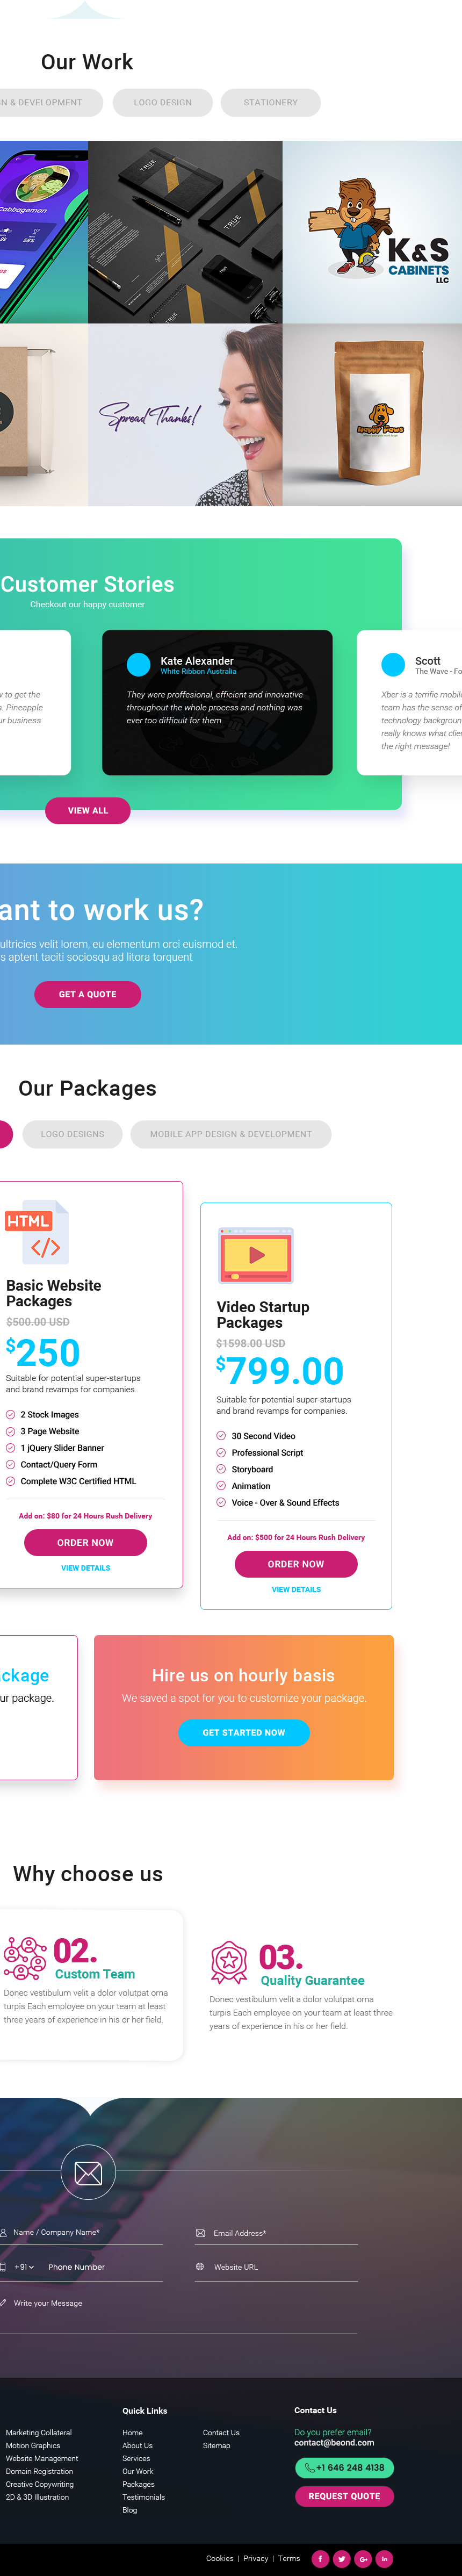 Our Work
N & DEVELOPMENT
LOGO DESIGN
STATIONERY
Cabbageman
58%
TRUE
TRUE
K&S
CABINETS
LLC
Spread Thanks!
Happy Paws
Customer Stories
Checkout our happy customer
y to get the
s. Pineapple
ur business
Kate Alexander
White Ribbon Australia
They were profesional, efficient and innovative
throughout the whole process and nothing was
ever too difficult for them.
Scott
The Wave - Fo
Xber is a terrific mobil
team has the sense of
technology backgroun
really knows what clie
the right message!
VIEW ALL
ant to work us?
ultricies velit lorem, eu elementum orci euismod et.
s aptent taciti sociosqu ad litora torquent
GET A QUOTE
Our Packages
LOGO DESIGNS
MOBILE APP DESIGN & DEVELOPMENT
HTML
</>
Basic Website
Packages
$500.00 USD
$250
Suitable for potential super-startups
and brand revamps for companies.
2 Stock Images
3 Page Website
1 jQuery Slider Banner
Contact/Query Form
Complete W3C Certified HTML
Add on: $80 for 24 Hours Rush Delivery
ORDER NOW
VIEW DETAILS
Video Startup
Packages
$1598.00 USD
$799.00
Suitable for potential super-startups
and brand revamps for companies.
30 Second Video
Professional Script
Storyboard
Animation
Voice - Over & Sound Effects
Add on: $500 for 24 Hours Rush Delivery
ORDER NOW
VIEW DETAILS
ckage
ur package.
Hire us on hourly basis
We saved a spot for you to customize your package.
GET STARTED NOW
Why choose us
02.
Custom Team
Donec vestibulum velit a dolor volutpat orna
turpis Each employee on your team at least
three years of experience in his or her field.
03.
Quality Guarantee
Donec vestibulum velit a dolor volutpat orna
turpis Each employee on your team at least three
years of experience in his or her field.
Name / Company Name*
Email Address*
+91
Phone Number
Website URL
Write your Message
Marketing Collateral
Motion Graphics
Website Management
Domain Registration
Creative Copywriting
2D & 3D Illustration
Quick Links
Home
About Us
Services
Our Work
Packages
Testimonials
Blog
Contact Us
Sitemap
Contact Us
Do you prefer email?
contact@beond.com
+1 646 248 4138
REQUEST QUOTE
Cookies | Privacy | Terms